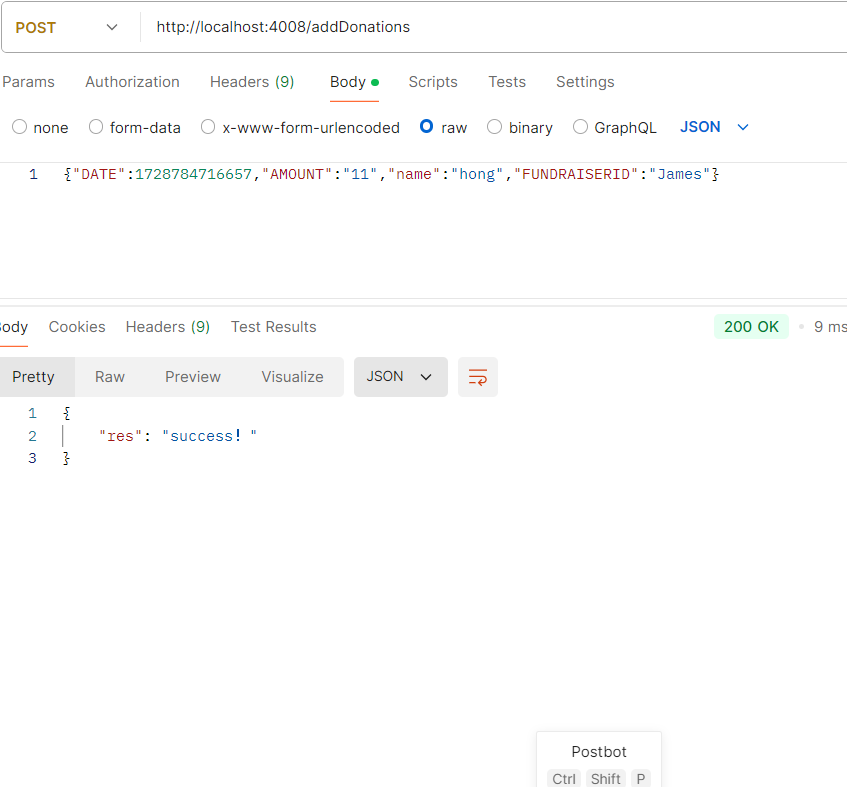 POST http://localhost:4008/addDonations
Params Authorization Headers (9) Body Scripts Tests Settings
none form-data x-www-form-urlencoded raw binary GraphQL JSON
1 {"DATE":1728784716657,"AMOUNT":"11","name":"hong","FUNDRAISERID":"James"}
ody Cookies Headers (9) Test Results 200 OK 9 ms
Pretty Raw Preview Visualize JSON
1 {
2 "res": "success! "
3 }
Postbot
Ctrl Shift P